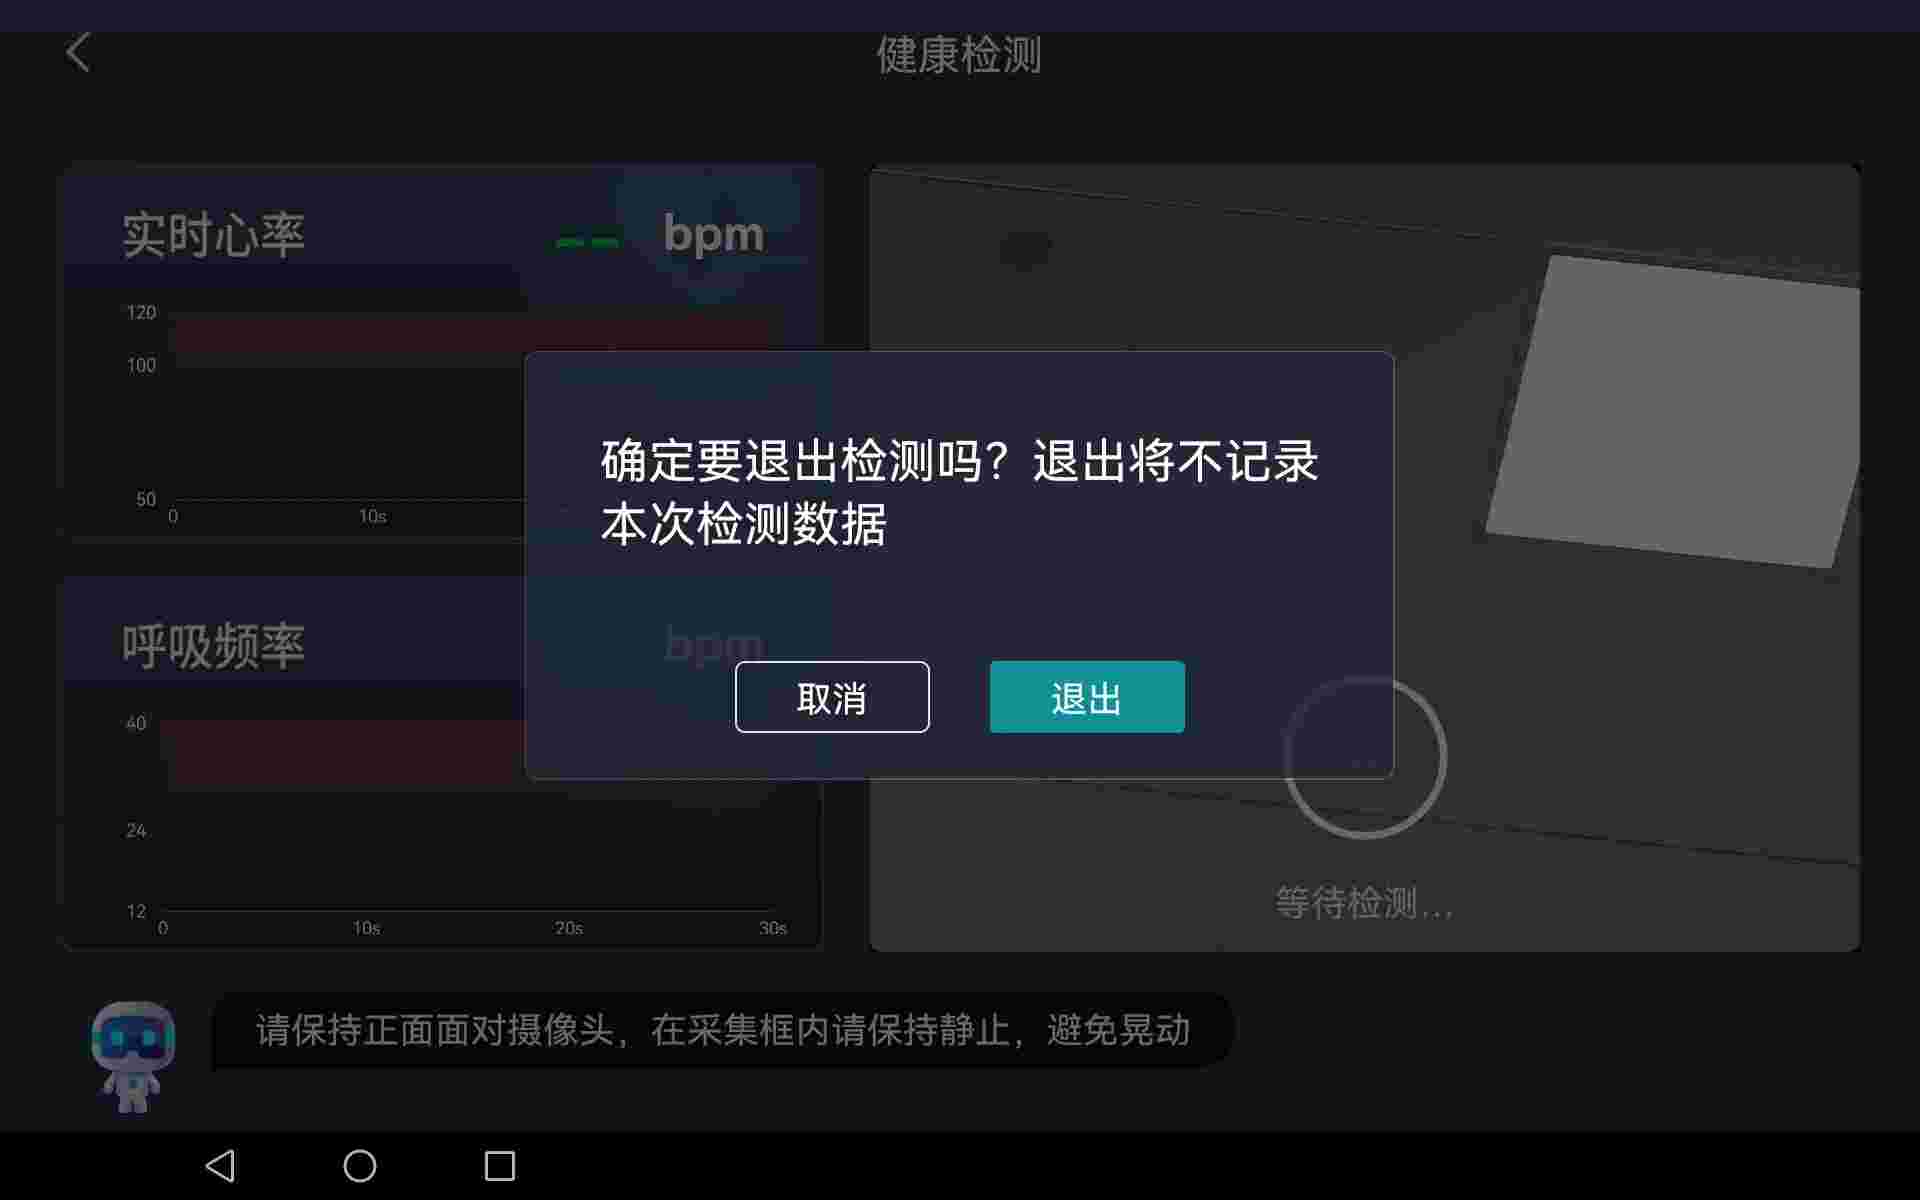 健康检测
实时心率 -- bpm
120
100
50
0 10s
确定要退出检测吗？退出将不记录
本次检测数据
取消 退出
呼吸频率 bpm
40
24
12
0 10s 20s 30s
等待检测...
请保持正面面对摄像头，在采集框内请保持静止，避免晃动